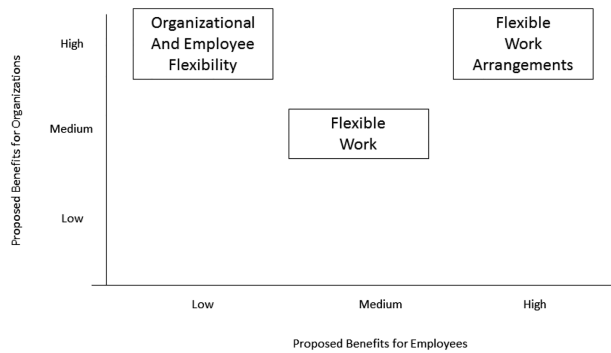 Organizational
And Employee
Flexibility
Flexible
Work
Arrangements
High
Flexible
Work
Medium
Low
Proposed Benefits for Organizations
Low
Medium
High
Proposed Benefits for Employees